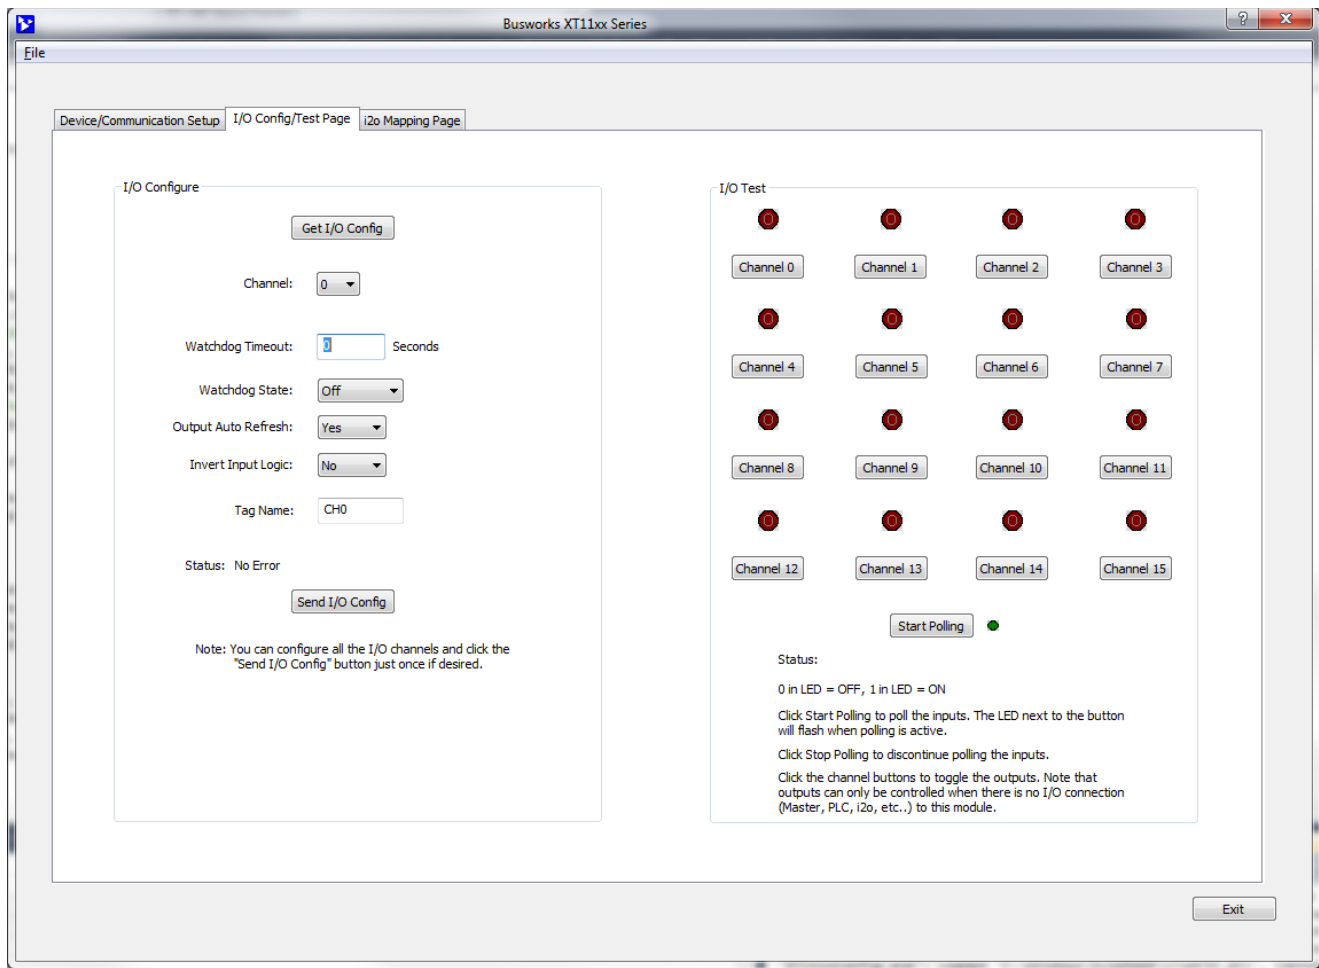 Busworks XT11xx Series
?
x
File
Device/Communication Setup
I/O Config/Test Page
i2o Mapping Page
I/O Configure
Get I/O Config
Channel: 0
Watchdog Timeout: 0 Seconds
Watchdog State: Off
Output Auto Refresh: Yes
Invert Input Logic: No
Tag Name: CH0
Status: No Error
Send I/O Config
Note: You can configure all the I/O channels and click the
"Send I/O Config" button just once if desired.
I/O Test
0 0 0 0
Channel 0 Channel 1 Channel 2 Channel 3
0 0 0 0
Channel 4 Channel 5 Channel 6 Channel 7
0 0 0 0
Channel 8 Channel 9 Channel 10 Channel 11
0 0 0 0
Channel 12 Channel 13 Channel 14 Channel 15
Start Polling
Status:
0 in LED = OFF, 1 in LED = ON
Click Start Polling to poll the inputs. The LED next to the button
will flash when polling is active.
Click Stop Polling to discontinue polling the inputs.
Click the channel buttons to toggle the outputs. Note that
outputs can only be controlled when there is no I/O connection
(Master, PLC, i2o, etc..) to this module.
Exit